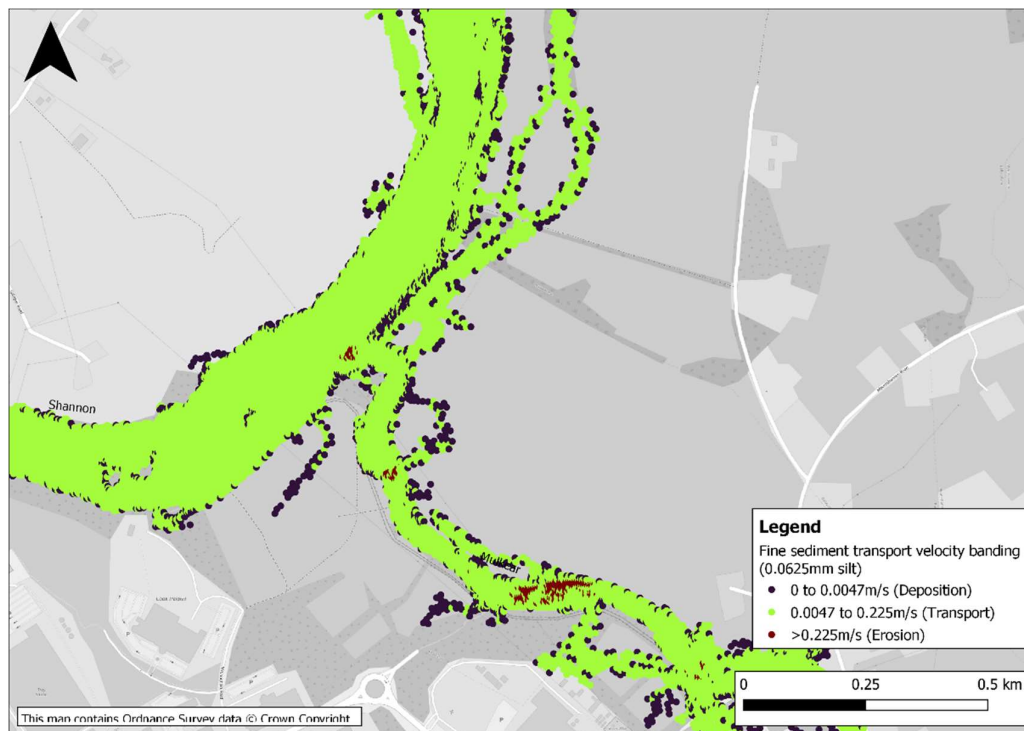 Shannon
Mulkear
Legend
Fine sediment transport velocity banding
(0.0625mm silt)
0 to 0.0047m/s (Deposition)
0.0047 to 0.225m/s (Transport)
>0.225m/s (Erosion)
0 0.25 0.5 km
This map contains Ordnance Survey data © Crown Copyright